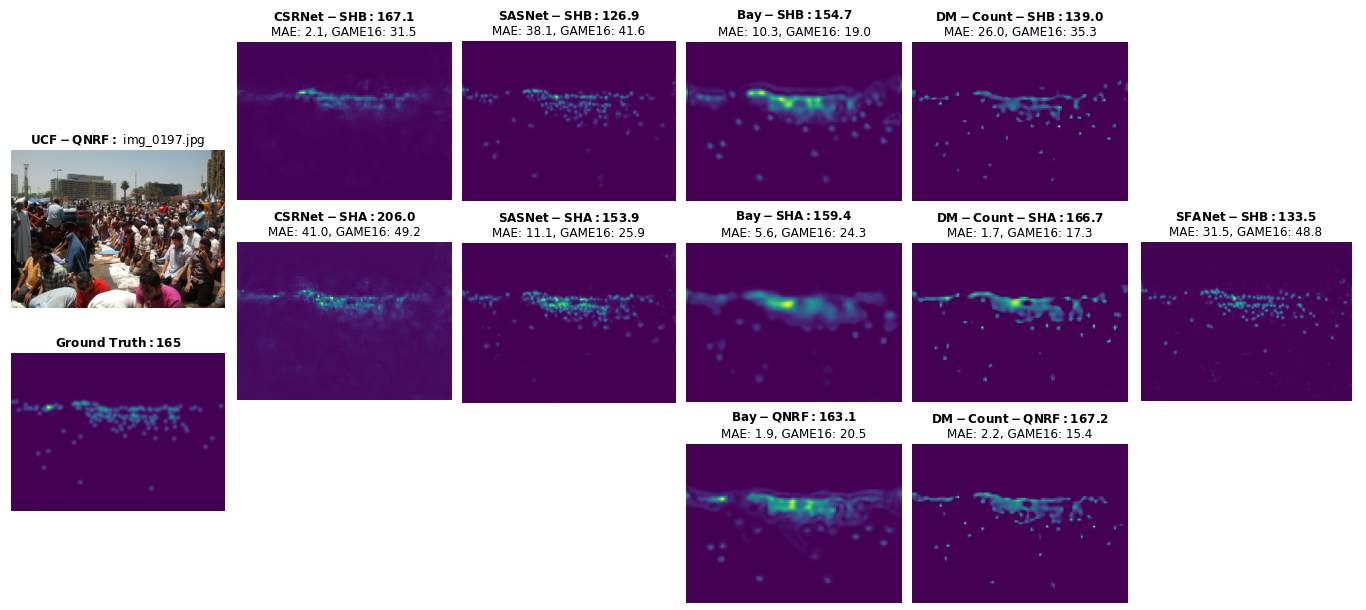 CSRNet − SHB : 167.1
MAE: 2.1, GAME16: 31.5
SASNet − SHB : 126.9
MAE: 38.1, GAME16: 41.6
Bay − SHB : 154.7
MAE: 10.3, GAME16: 19.0
DM − Count − SHB : 139.0
MAE: 26.0, GAME16: 35.3
UCF − QNRF : img_0197.jpg
CSRNet − SHA : 206.0
MAE: 41.0, GAME16: 49.2
SASNet − SHA : 153.9
MAE: 11.1, GAME16: 25.9
Bay − SHA : 159.4
MAE: 5.6, GAME16: 24.3
DM − Count − SHA : 166.7
MAE: 1.7, GAME16: 17.3
SFANet − SHB : 133.5
MAE: 31.5, GAME16: 48.8
Ground Truth : 165
Bay − QNRF : 163.1
MAE: 1.9, GAME16: 20.5
DM − Count − QNRF : 167.2
MAE: 2.2, GAME16: 15.4